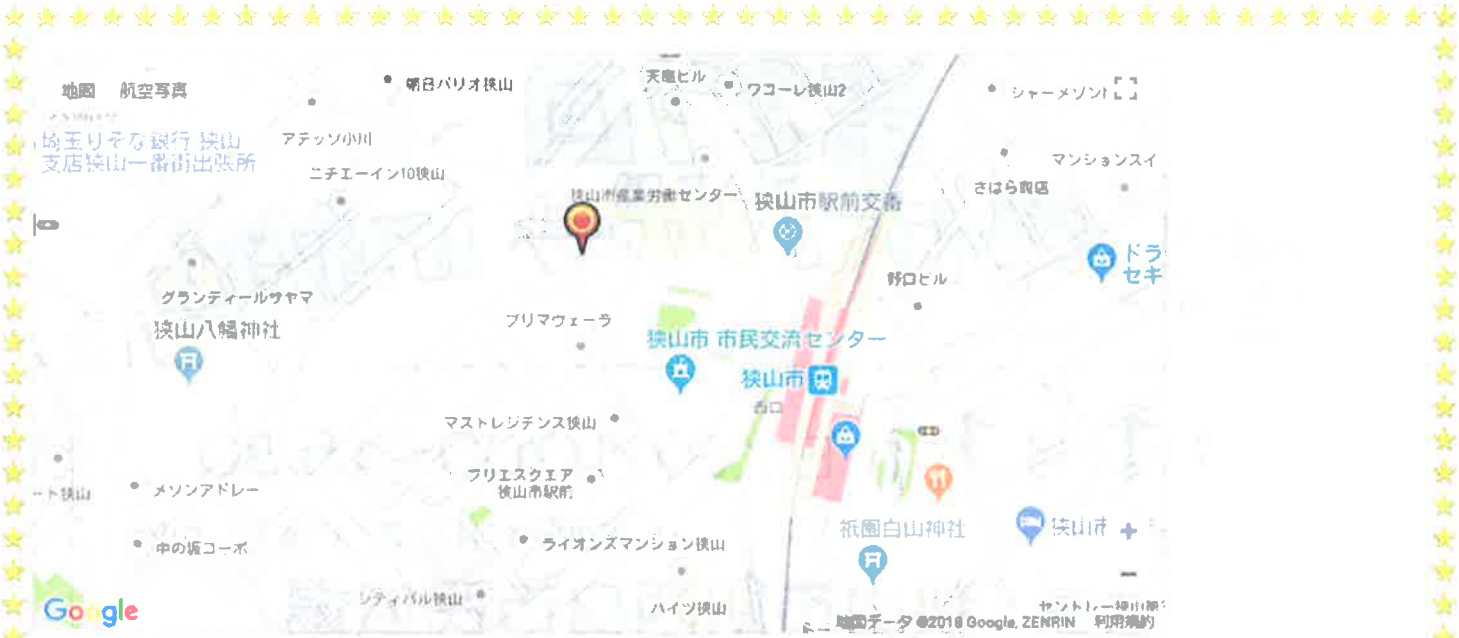 地図 航空写真
朝日パリオ狭山
天竜ビル
ワコーレ狭山2
シャーメゾン
埼玉りそな銀行 狭山
支店狭山一番街出張所
アテッソ小川
ニチエーイン10狭山
狭山市産業労働センター
狭山市駅前交番
マンションスイ
さはら商店
ドラ
セキ
野口ビル
グランディールサヤマ
狭山八幡神社
プリマヴェーラ
狭山市 市民交流センター
狭山市
西口
マストレジデンス狭山
プリエスクエア
狭山市駅前
ート狭山
メゾンアドレー
中の坂コーポ
ライオンズマンション狭山
祇園白山神社
狭山市
シティパル狭山
ハイツ狭山
Google
地図データ ©2018 Google, ZENRIN 利用規約